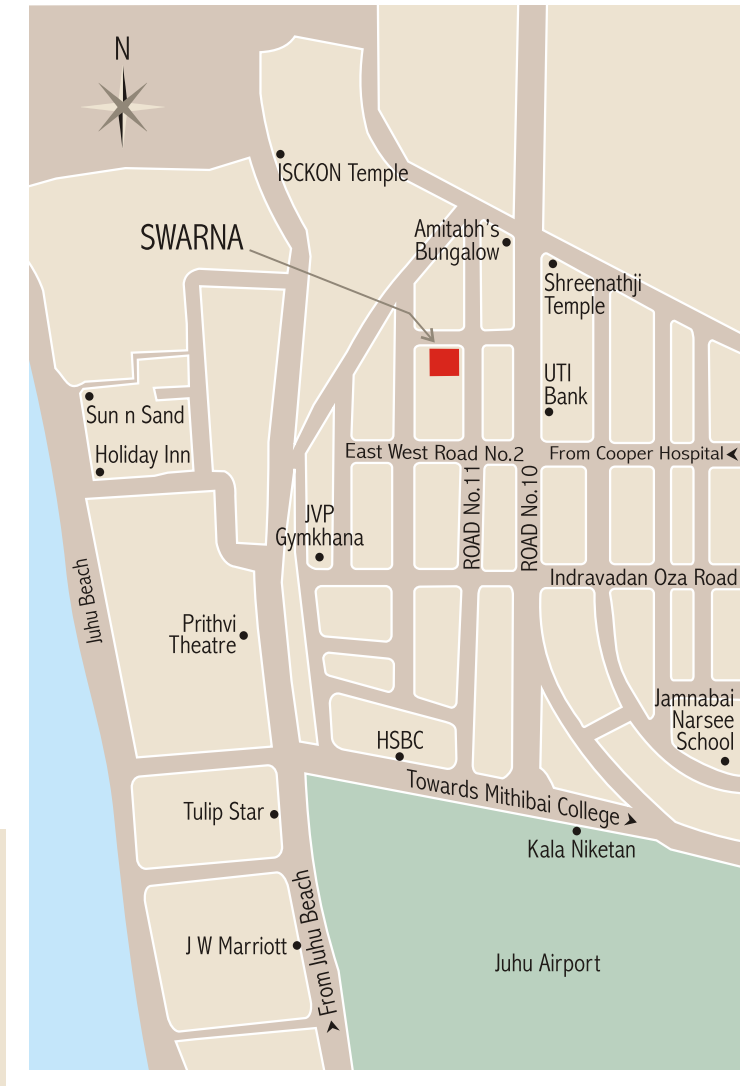 N
ISCKON Temple
SWARNA
Amitabh's
Bungalow
Shreenathji
Temple
UTI
Bank
Sun n Sand
Holiday Inn
East West Road No.2
From Cooper Hospital
ROAD No.11
ROAD No.10
JVP
Gymkhana
Juhu Beach
Indravadan Oza Road
Prithvi
Theatre
Jamnabai
Narsee
School
HSBC
Towards Mithibai College
Tulip Star
Kala Niketan
From Juhu Beach
J W Marriott
Juhu Airport